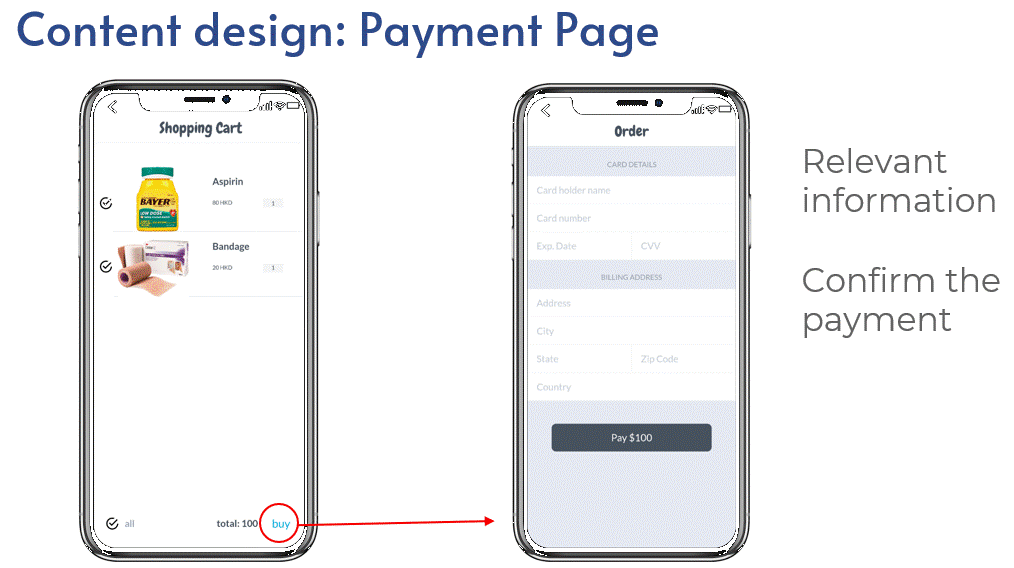 Content design: Payment Page
Shopping Cart
Aspirin
BAYER
LOW DOSE
80 HKD
1
Bandage
20 HKD
1
all
total: 100
buy
Order
CARD DETAILS
Card holder name
Card number
Exp. Date
CVV
BILLING ADDRESS
Address
City
State
Zip Code
Country
Pay $100
Relevant
information
Confirm the
payment